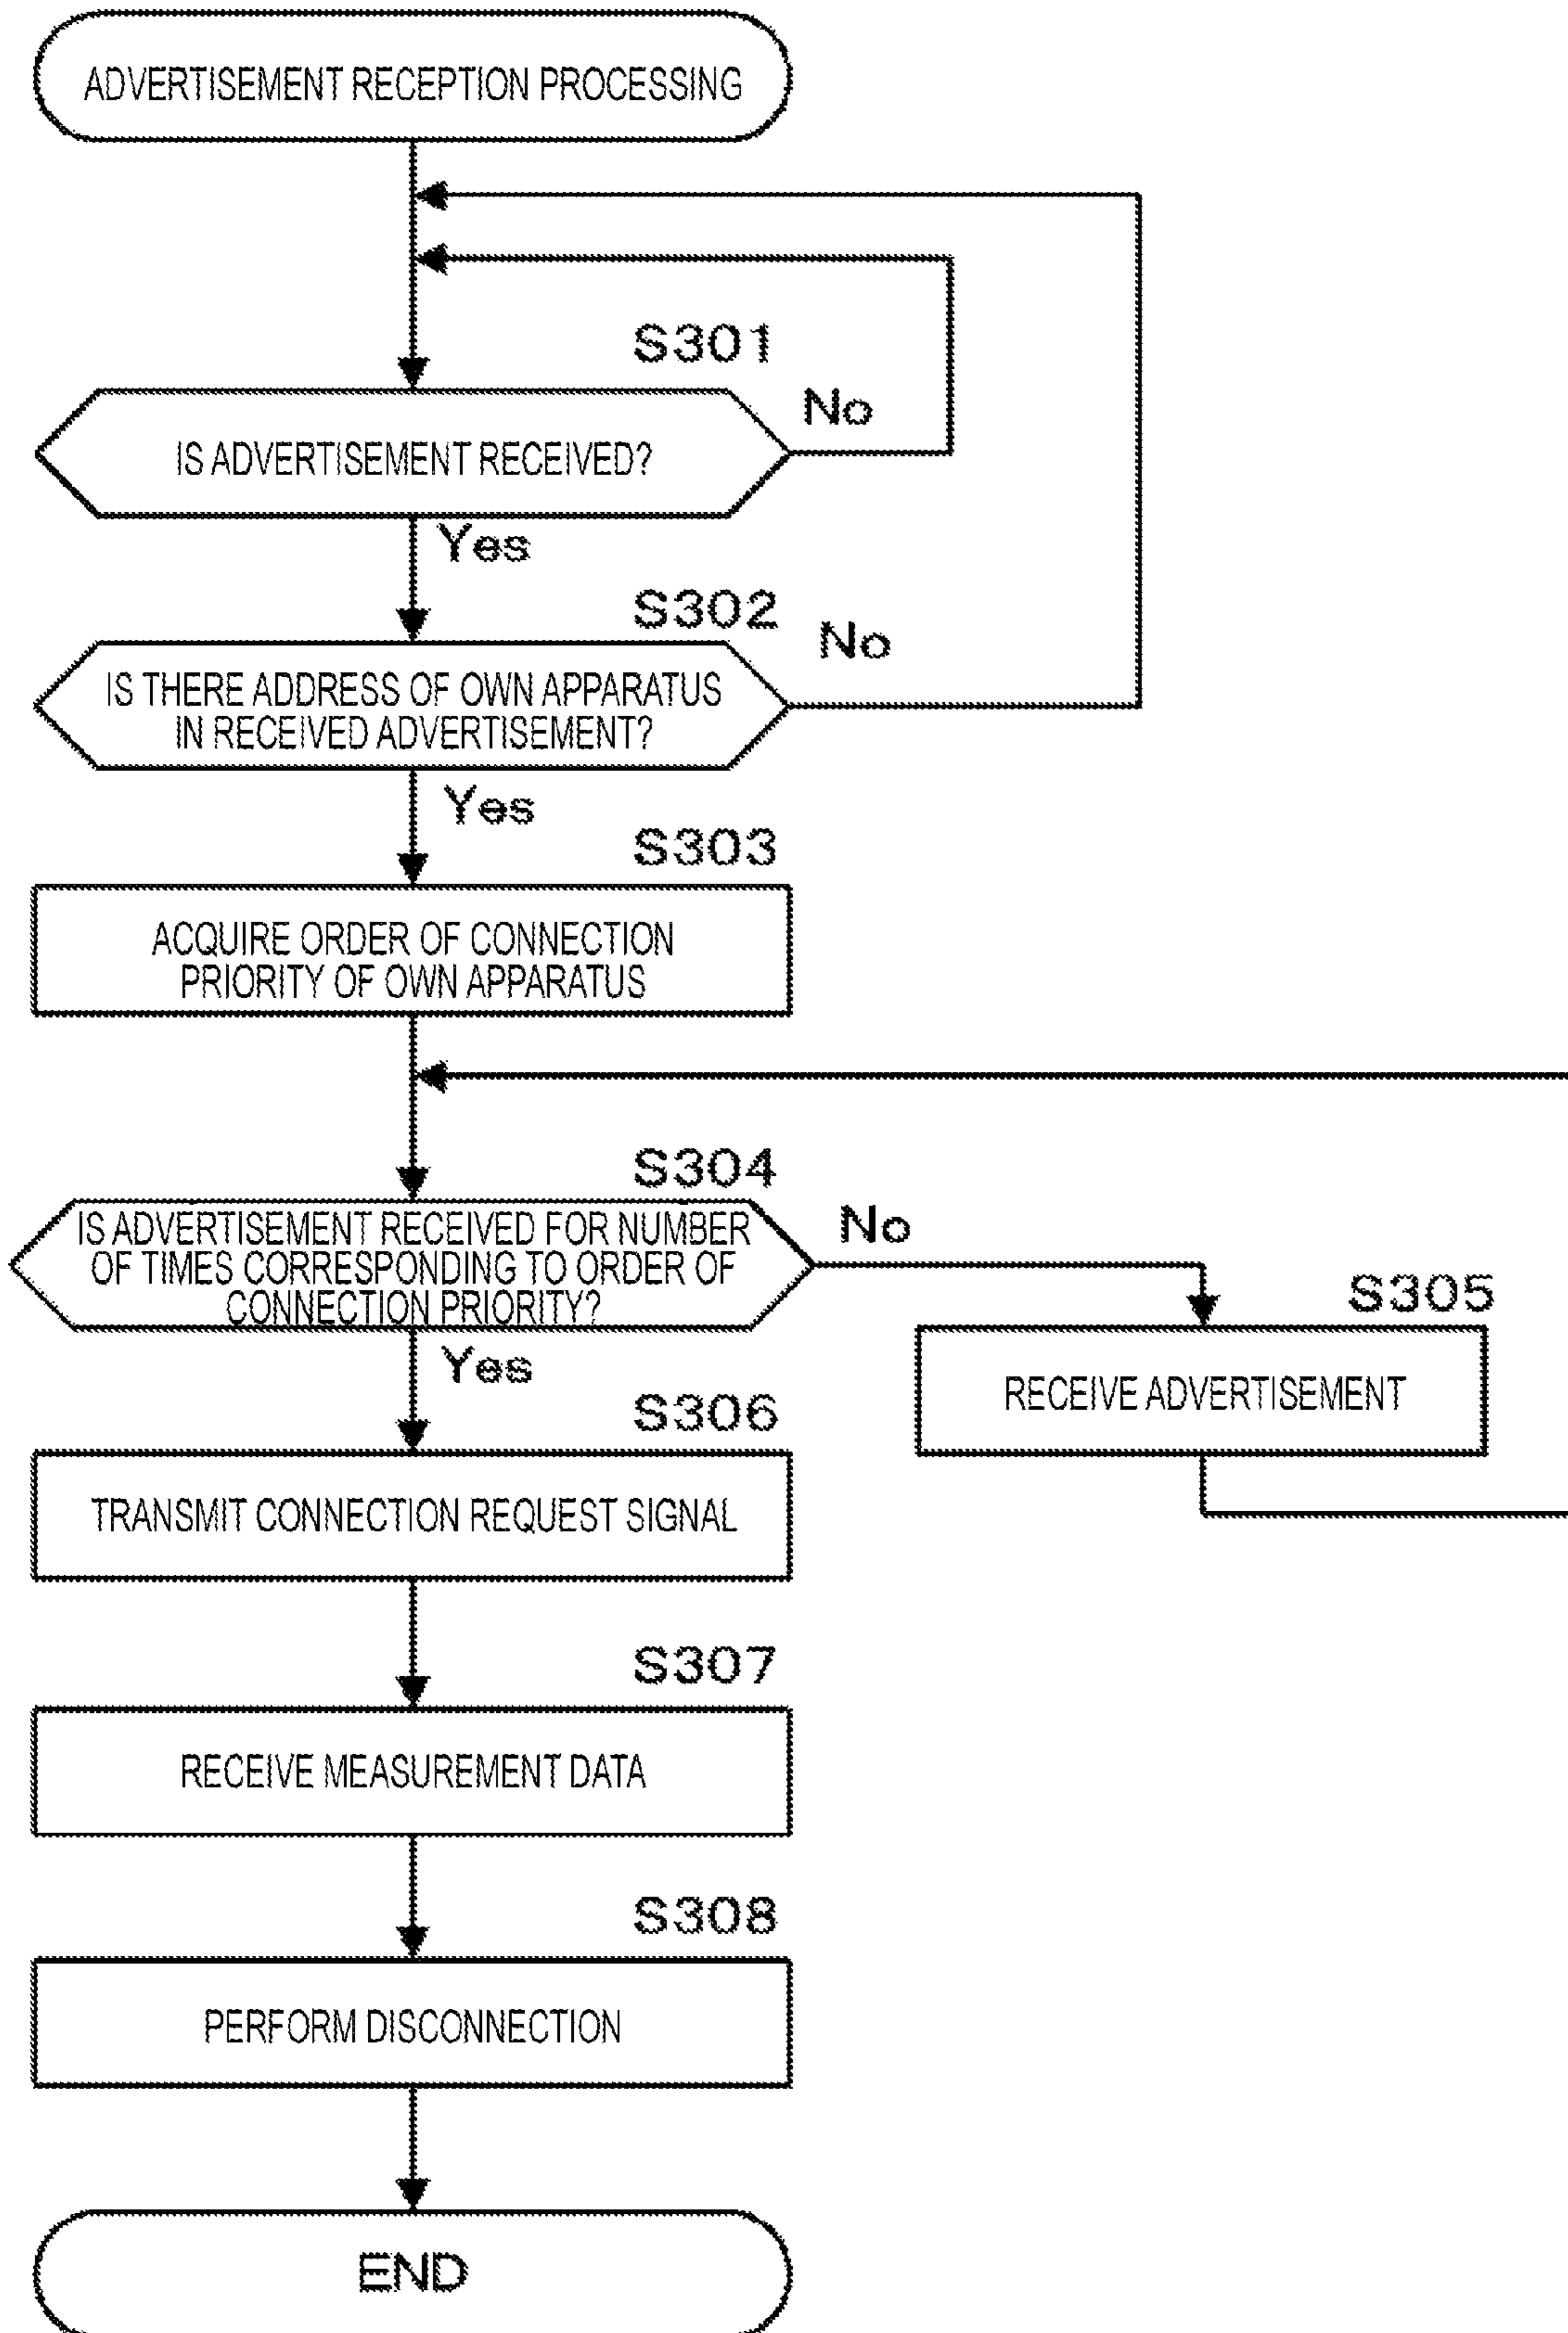 ADVERTISEMENT RECEPTION PROCESSING
S301
No
IS ADVERTISEMENT RECEIVED?
Yes
S302
No
IS THERE ADDRESS OF OWN APPARATUS
IN RECEIVED ADVERTISEMENT?
Yes
S303
ACQUIRE ORDER OF CONNECTION
PRIORITY OF OWN APPARATUS
S304
No
IS ADVERTISEMENT RECEIVED FOR NUMBER
OF TIMES CORRESPONDING TO ORDER OF
CONNECTION PRIORITY?
S305
RECEIVE ADVERTISEMENT
Yes
S306
TRANSMIT CONNECTION REQUEST SIGNAL
S307
RECEIVE MEASUREMENT DATA
S308
PERFORM DISCONNECTION
END